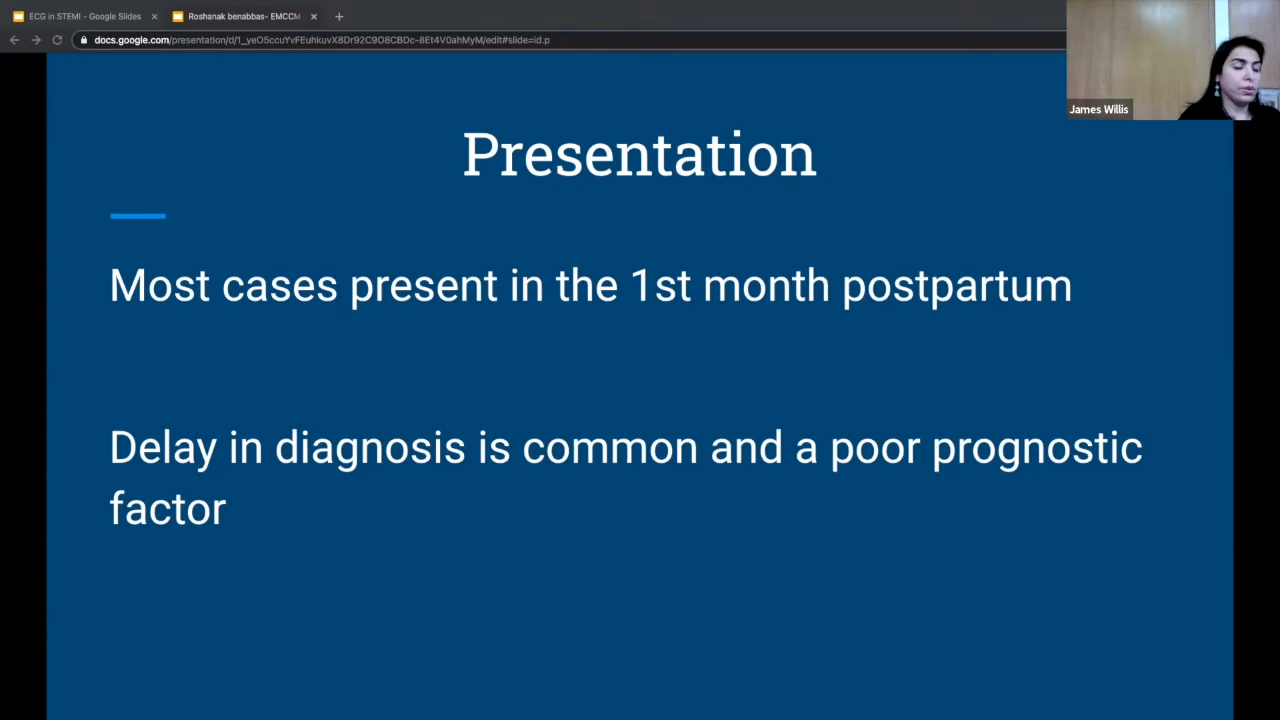 ECG in STEMI - Google Slides
Roshanak benabbas- EMCCM
docs.google.com/presentation/d/1_yeO5ccuYvFEuhkuvX8Dr92C9O8CBDc-8Et4V0ahMyM/edit#slide=id.p
James Willis
Presentation
Most cases present in the 1st month postpartum
Delay in diagnosis is common and a poor prognostic
factor